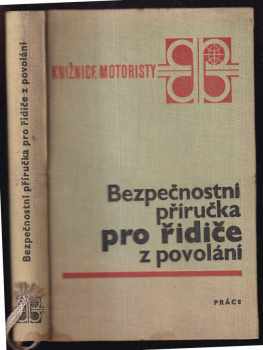 Bezpečnostní příručka pro řidiče z povolání
KNIŽNICE MOTORISTY
Bezpečnostní
příručka
pro řidiče
z povolání
PRÁCE